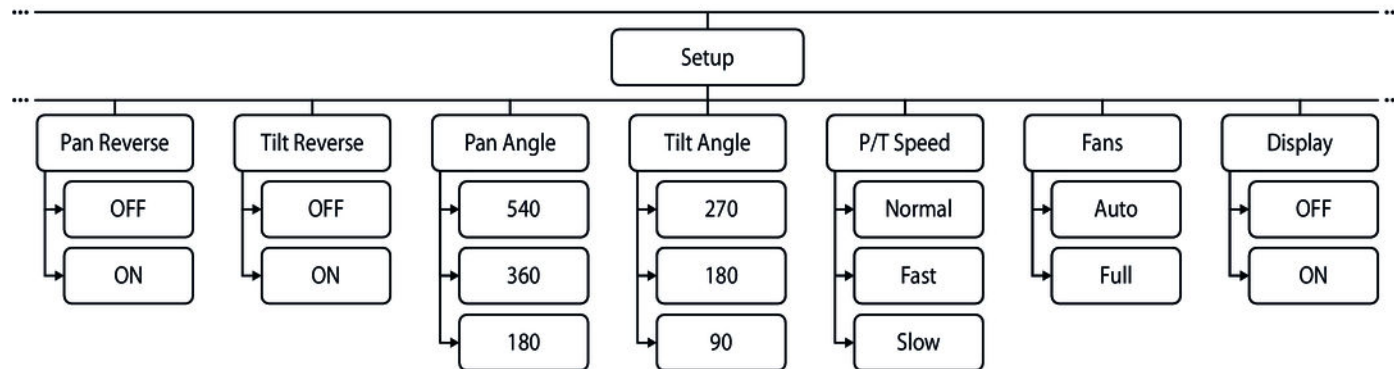 Setup
Pan Reverse
OFF
ON
Tilt Reverse
OFF
ON
Pan Angle
540
360
180
Tilt Angle
270
180
90
P/T Speed
Normal
Fast
Slow
Fans
Auto
Full
Display
OFF
ON